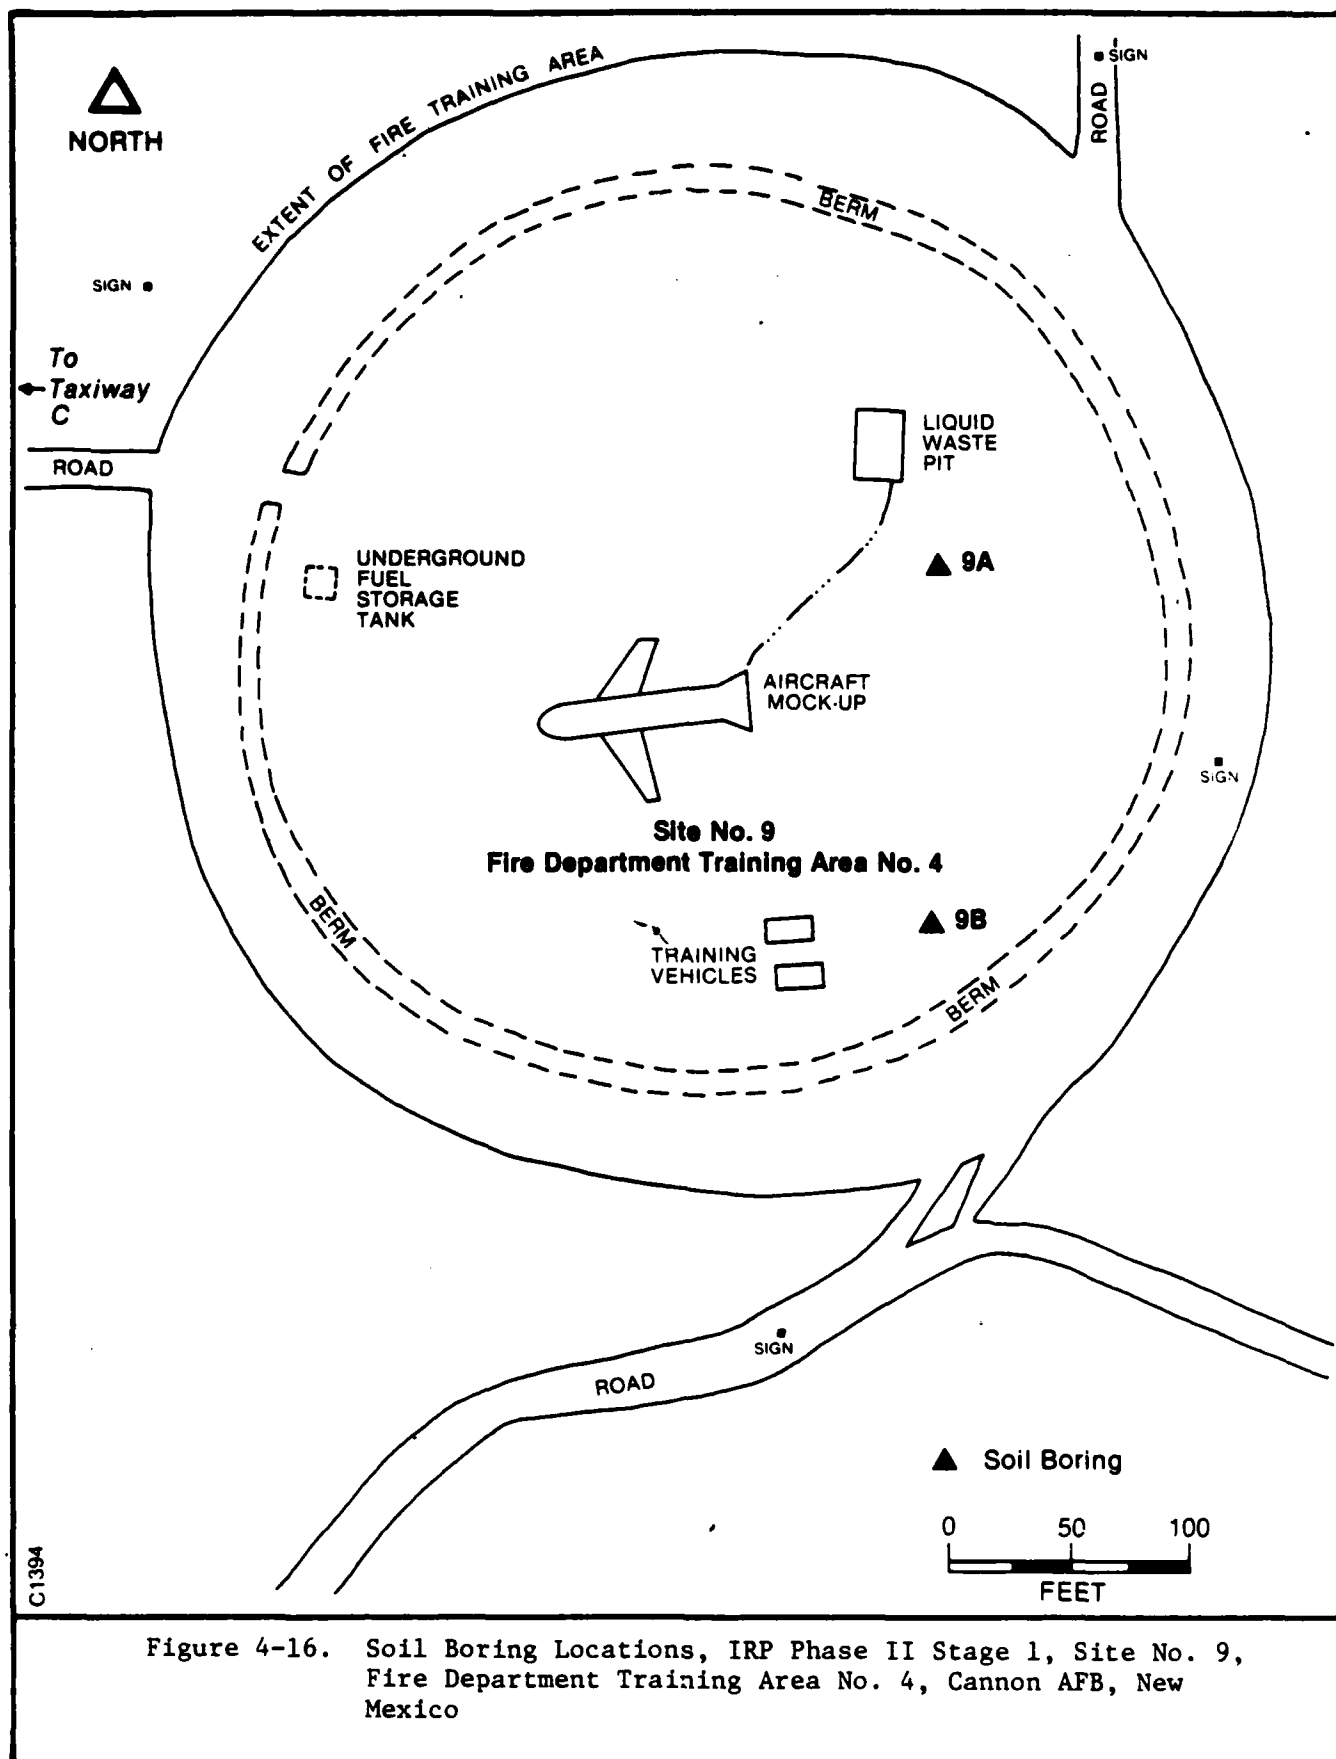 NORTH
EXTENT OF FIRE TRAINING AREA
SIGN
ROAD
BERM
SIGN
To
Taxiway
C
ROAD
LIQUID
WASTE
PIT
UNDERGROUND
FUEL
STORAGE
TANK
9A
AIRCRAFT
MOCK-UP
SIGN
Site No. 9
Fire Department Training Area No. 4
BERM
9B
TRAINING
VEHICLES
BERM
SIGN
ROAD
Soil Boring
0 50 100
FEET
C1394
Figure 4-16. Soil Boring Locations, IRP Phase II Stage 1, Site No. 9,
Fire Department Training Area No. 4, Cannon AFB, New
Mexico